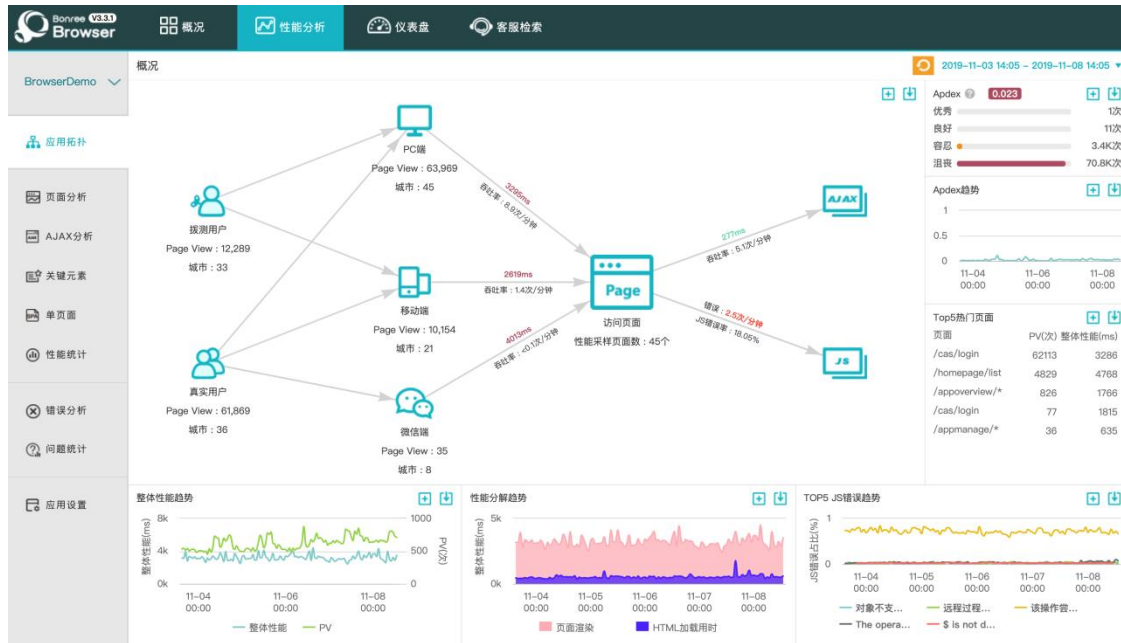 Bonree V3.3.1
Browser
概况
性能分析
仪表盘
客服检索
BrowserDemo
应用拓扑
页面分析
AJAX分析
关键元素
单页面
性能统计
错误分析
问题统计
应用设置
概况
2019-11-03 14:05 - 2019-11-08 14:05
PC端
Page View：63,969
城市：45
拨测用户
Page View：12,289
城市：33
移动端
Page View：10,154
城市：21
真实用户
Page View：61,869
城市：36
微信端
Page View：35
城市：8
3295ms
吞吐率：8.9次/分钟
2619ms
吞吐率：1.4次/分钟
4013ms
吞吐率：<0.1次/分钟
Page
访问页面
性能采样页面数：45个
277ms
吞吐率：5.1次/分钟
错误：2.5次/分钟
JS错误率：18.05%
AJAX
JS
Apdex 0.023
优秀 1次
良好 11次
容忍 3.4K次
沮丧 70.8K次
Apdex趋势
1
0.5
0
11-04 11-06 11-08
00:00 00:00 00:00
Top5热门页面
页面 PV(次) 整体性能(ms)
/cas/login 62113 3286
/homepage/list 4829 4768
/appoverview/* 826 1766
/cas/login 77 1815
/appmanage/* 36 635
整体性能趋势
整体性能(ms)
8k
4k
0k
1000
500
0
PV(次)
11-04 11-06 11-08
00:00 00:00 00:00
整体性能 PV
性能分解趋势
整体性能(ms)
5k
0k
11-04 11-05 11-06 11-07 11-08
00:00 00:00 00:00 00:00 00:00
页面渲染 HTML加载用时
TOP5 JS错误趋势
JS错误占比(%)
1
0
11-04 11-05 11-06 11-07 11-08
00:00 00:00 00:00 00:00 00:00
对象不支... 远程过程... 该操作尝...
The opera... $ is not d...